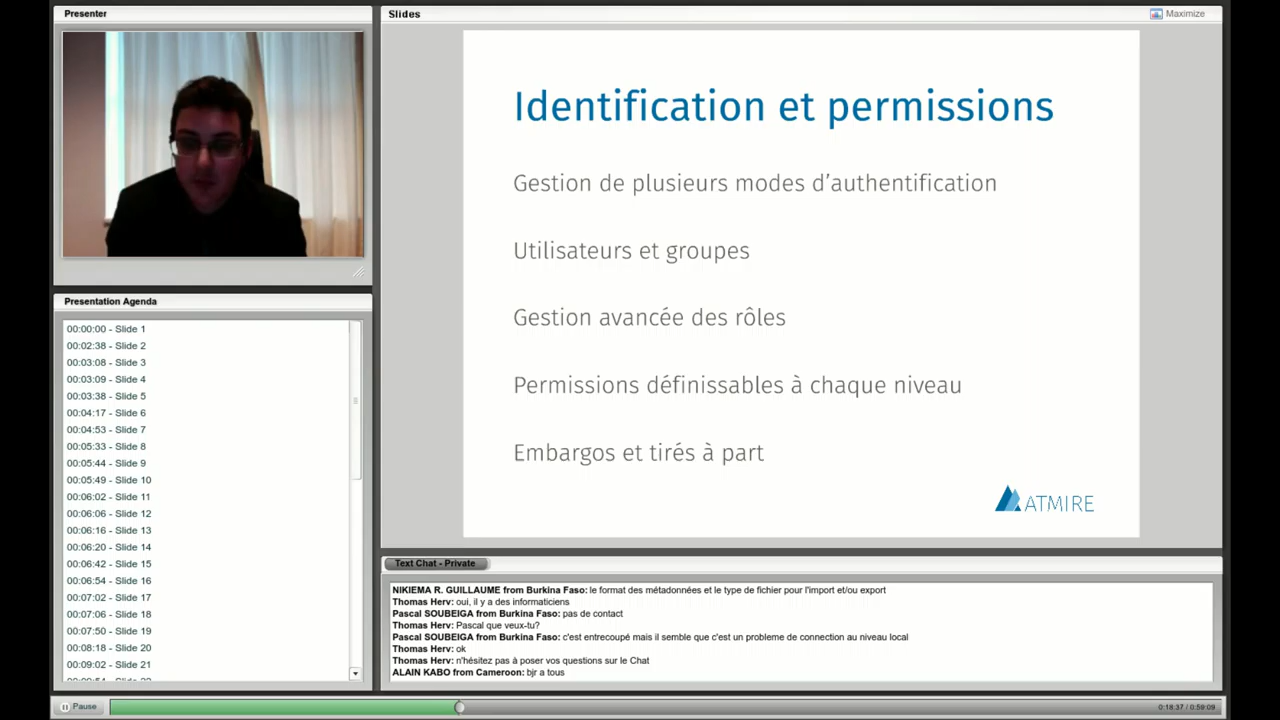 Presenter
Slides
Maximize
Identification et permissions
Gestion de plusieurs modes d’authentification
Utilisateurs et groupes
Gestion avancée des rôles
Permissions définissables à chaque niveau
Embargos et tirés à part
ATMIRE
Presentation Agenda
00:00:00 - Slide 1
00:02:38 - Slide 2
00:03:08 - Slide 3
00:03:09 - Slide 4
00:03:38 - Slide 5
00:04:17 - Slide 6
00:04:53 - Slide 7
00:05:33 - Slide 8
00:05:44 - Slide 9
00:05:49 - Slide 10
00:06:02 - Slide 11
00:06:06 - Slide 12
00:06:16 - Slide 13
00:06:20 - Slide 14
00:06:42 - Slide 15
00:06:54 - Slide 16
00:07:02 - Slide 17
00:07:06 - Slide 18
00:07:50 - Slide 19
00:08:18 - Slide 20
00:09:02 - Slide 21
Text Chat - Private
NIKIEMA R. GUILLAUME from Burkina Faso: le format des métadonnées et le type de fichier pour l'import et/ou export
Thomas Herv: oui, il y a des informaticiens
Pascal SOUBEIGA from Burkina Faso: pas de contact
Thomas Herv: Pascal que veux-tu?
Pascal SOUBEIGA from Burkina Faso: c'est entrecoupé mais il semble que c'est un probleme de connection au niveau local
Thomas Herv: ok
Thomas Herv: n'hésitez pas à poser vos questions sur le Chat
ALAIN KABO from Cameroon: bjr a tous
Pause
0:18:37 / 0:59:09